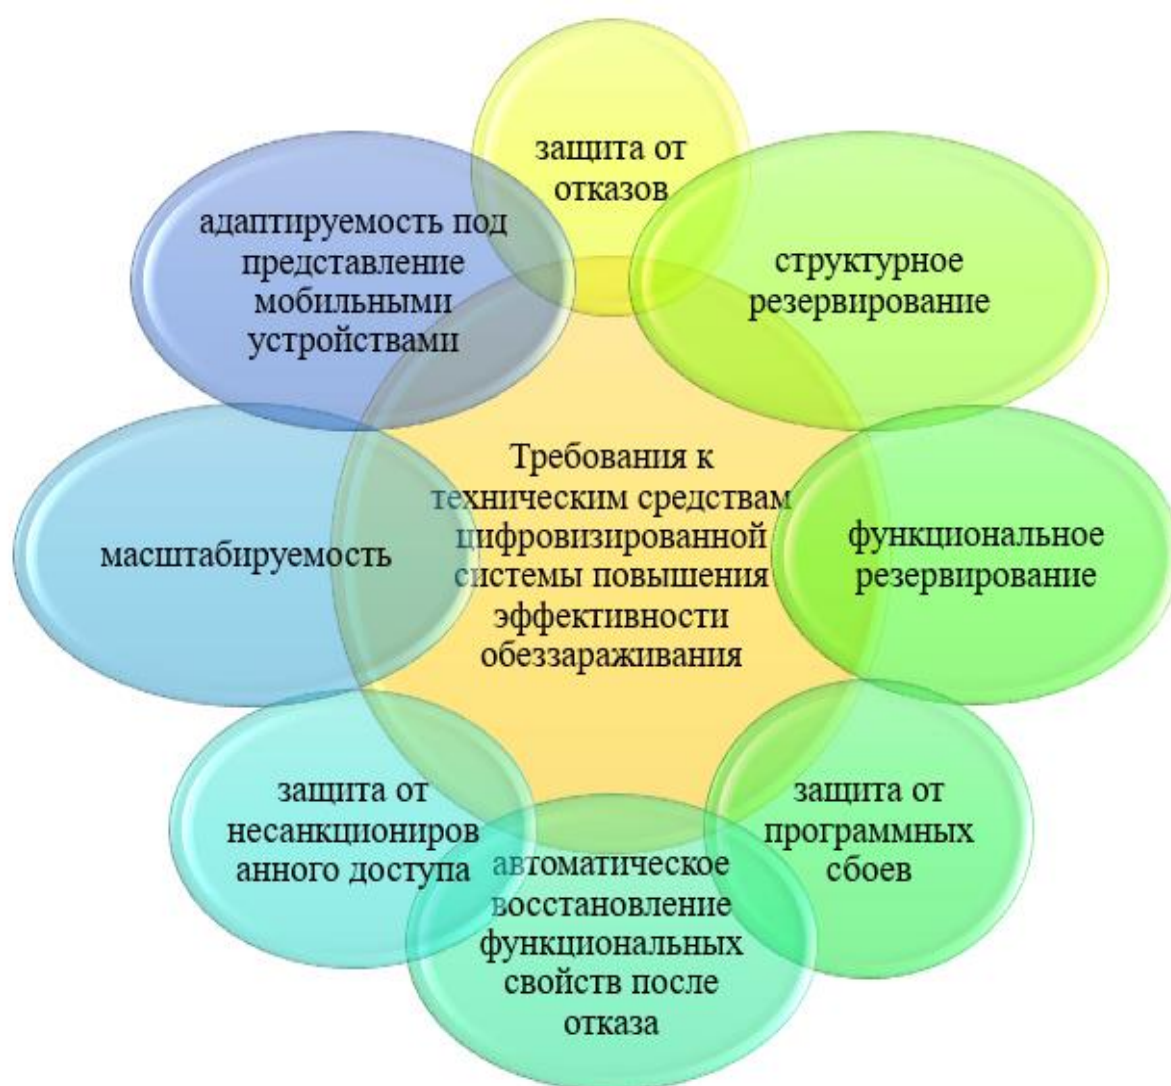 защита от
отказов
структурное
резервирование
функциональное
резервирование
защита от
программных
сбоев
автоматическое
восстановление
функциональных
свойств после
отказа
защита от
несанкциониров
анного доступа
масштабируемость
адаптируемость под
представление
мобильными
устройствами
Требования к
техническим средствам
цифровизированной
системы повышения
эффективности
обеззараживания